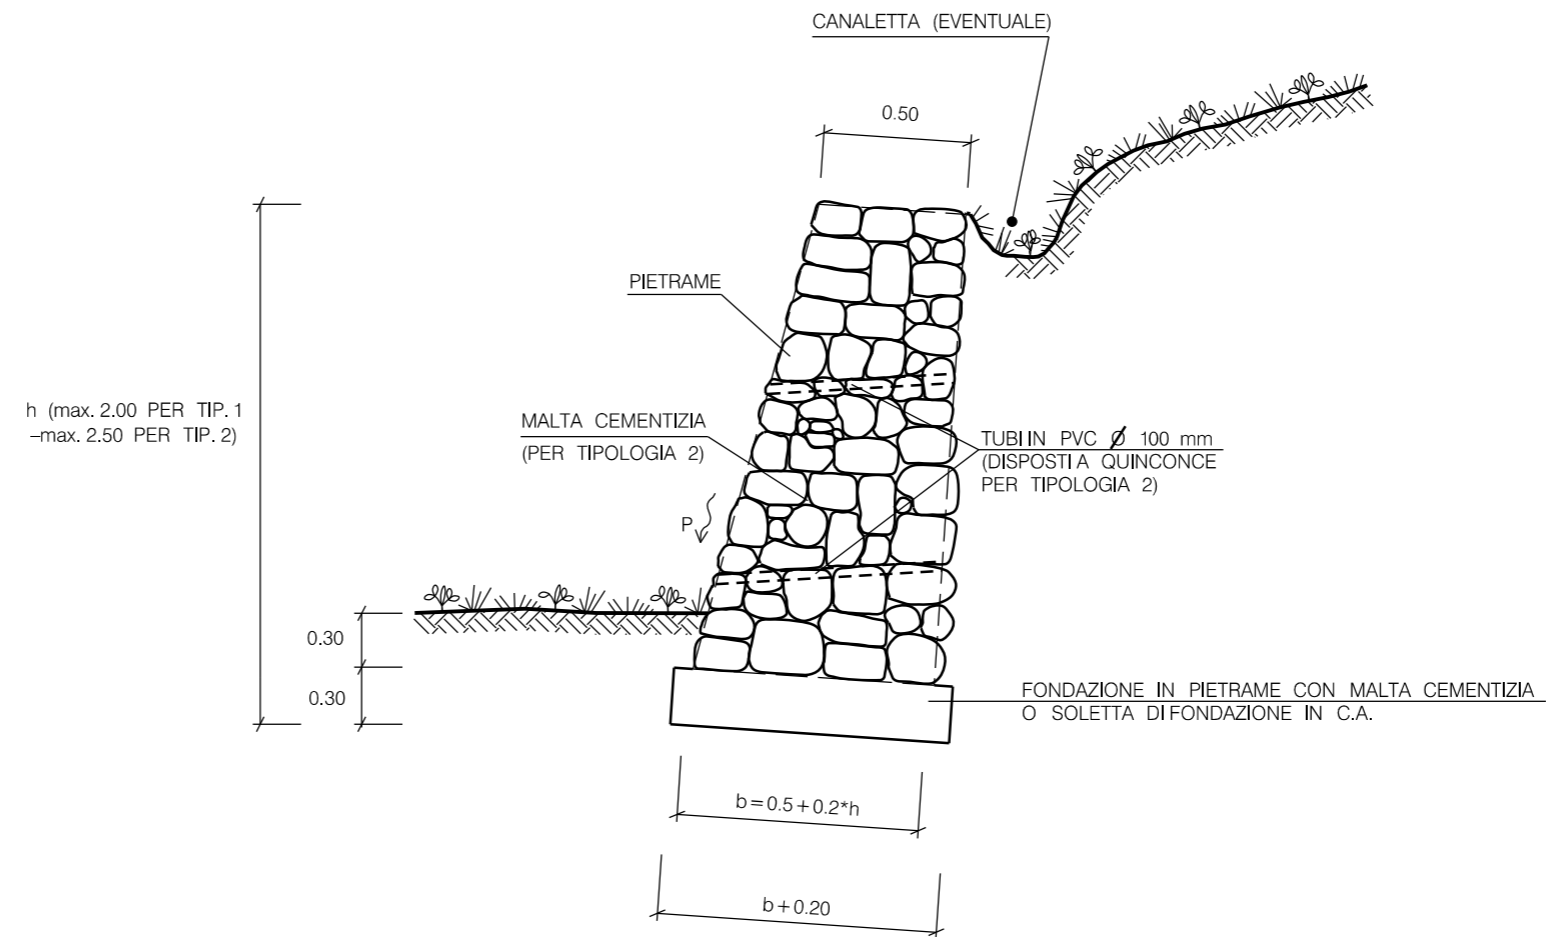 CANALETTA (EVENTUALE)
0.50
PIETRAME
h (max. 2.00 PER TIP. 1
–max. 2.50 PER TIP. 2)
MALTA CEMENTIZIA
(PER TIPOLOGIA 2)
TUBI IN PVC Ø 100 mm
(DISPOSTI A QUINCONCE
PER TIPOLOGIA 2)
P
0.30
0.30
FONDAZIONE IN PIETRAME CON MALTA CEMENTIZIA
O SOLETTA DI FONDAZIONE IN C.A.
b=0.5+0.2*h
b+0.20